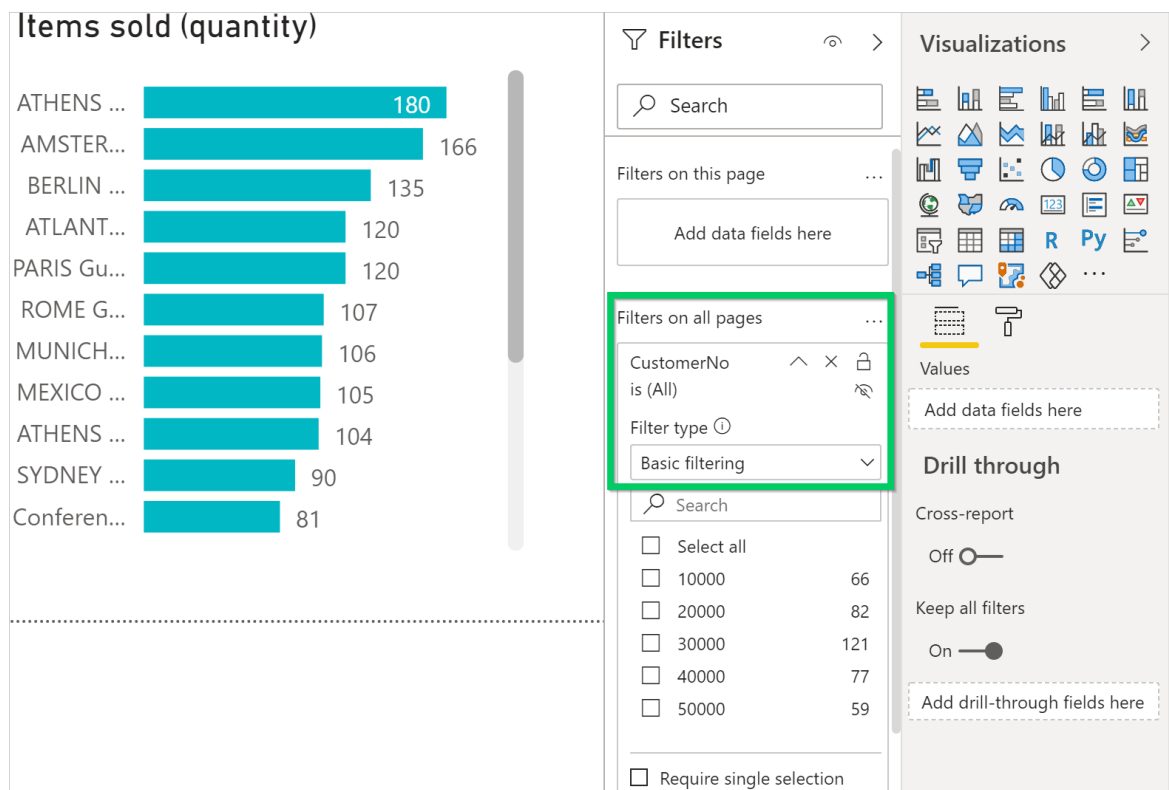 Items sold (quantity)
ATHENS ... 180
AMSTER... 166
BERLIN ... 135
ATLANT... 120
PARIS Gu... 120
ROME G... 107
MUNICH... 106
MEXICO ... 105
ATHENS ... 104
SYDNEY ... 90
Conferen... 81
Filters
Search
Filters on this page ...
Add data fields here
Filters on all pages ...
CustomerNo
is (All)
Filter type
Basic filtering
Search
Select all
10000 66
20000 82
30000 121
40000 77
50000 59
Require single selection
Visualizations
123
R Py
...
Values
Add data fields here
Drill through
Cross-report
Off
Keep all filters
On
Add drill-through fields here